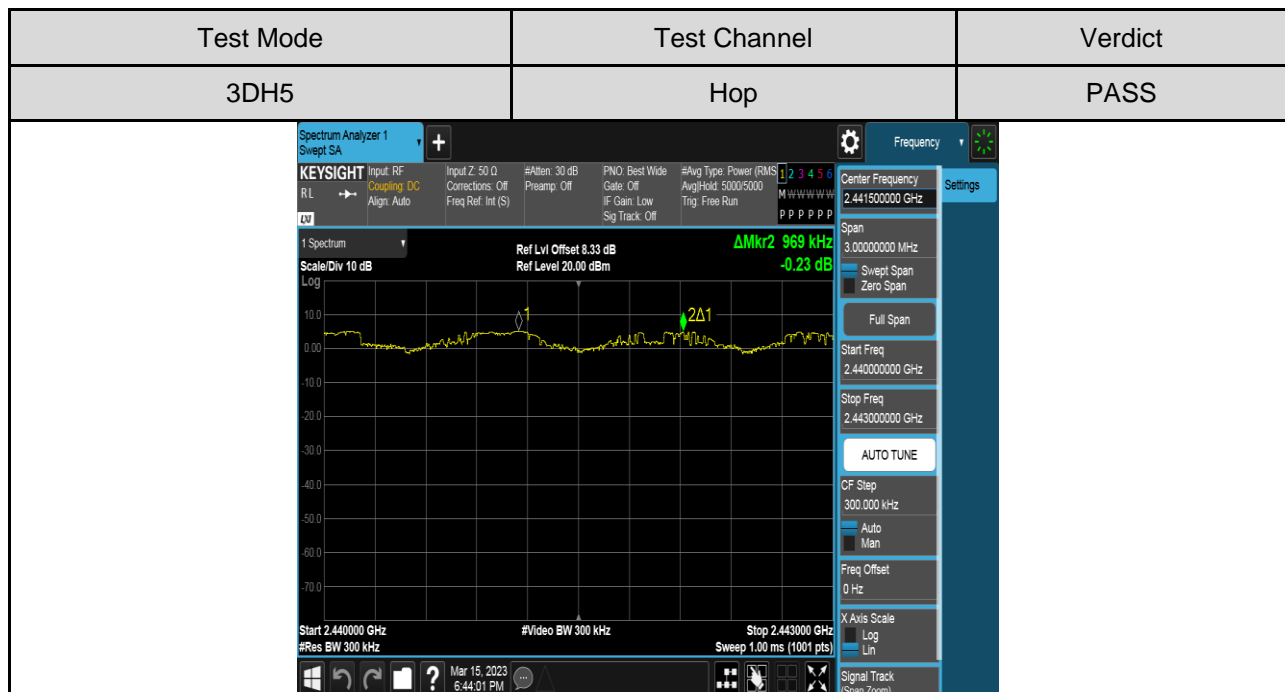 Test Mode Test Channel Verdict
3DH5 Hop PASS
Spectrum Analyzer 1
Swept SA
+
Frequency
KEYSIGHT Input: RF Input Z: 50 Ω #Atten: 30 dB PNO: Best Wide #Avg Type: Power (RMS 1 2 3 4 5 6
RL Coupling: DC Corrections: Off Preamp: Off Gate: Off Avg|Hold: 5000/5000 M W W W W W
Align: Auto Freq Ref: Int (S) IF Gain: Low Trig: Free Run
LXI Sig Track: Off P P P P P P
Center Frequency
2.441500000 GHz
Settings
1 Spectrum
Ref Lvl Offset 8.33 dB
ΔMkr2 969 kHz
Scale/Div 10 dB Ref Level 20.00 dBm -0.23 dB
Log
10.0
0.00
-10.0
-20.0
-30.0
-40.0
-50.0
-60.0
-70.0
1
2Δ1
Span
3.00000000 MHz
Swept Span
Zero Span
Full Span
Start Freq
2.440000000 GHz
Stop Freq
2.443000000 GHz
AUTO TUNE
CF Step
300.000 kHz
Auto
Man
Freq Offset
0 Hz
X Axis Scale
Log
Lin
Signal Track
(Span Zoom)
Start 2.440000 GHz #Video BW 300 kHz Stop 2.443000 GHz
#Res BW 300 kHz Sweep 1.00 ms (1001 pts)
? Mar 15, 2023
6:44:01 PM